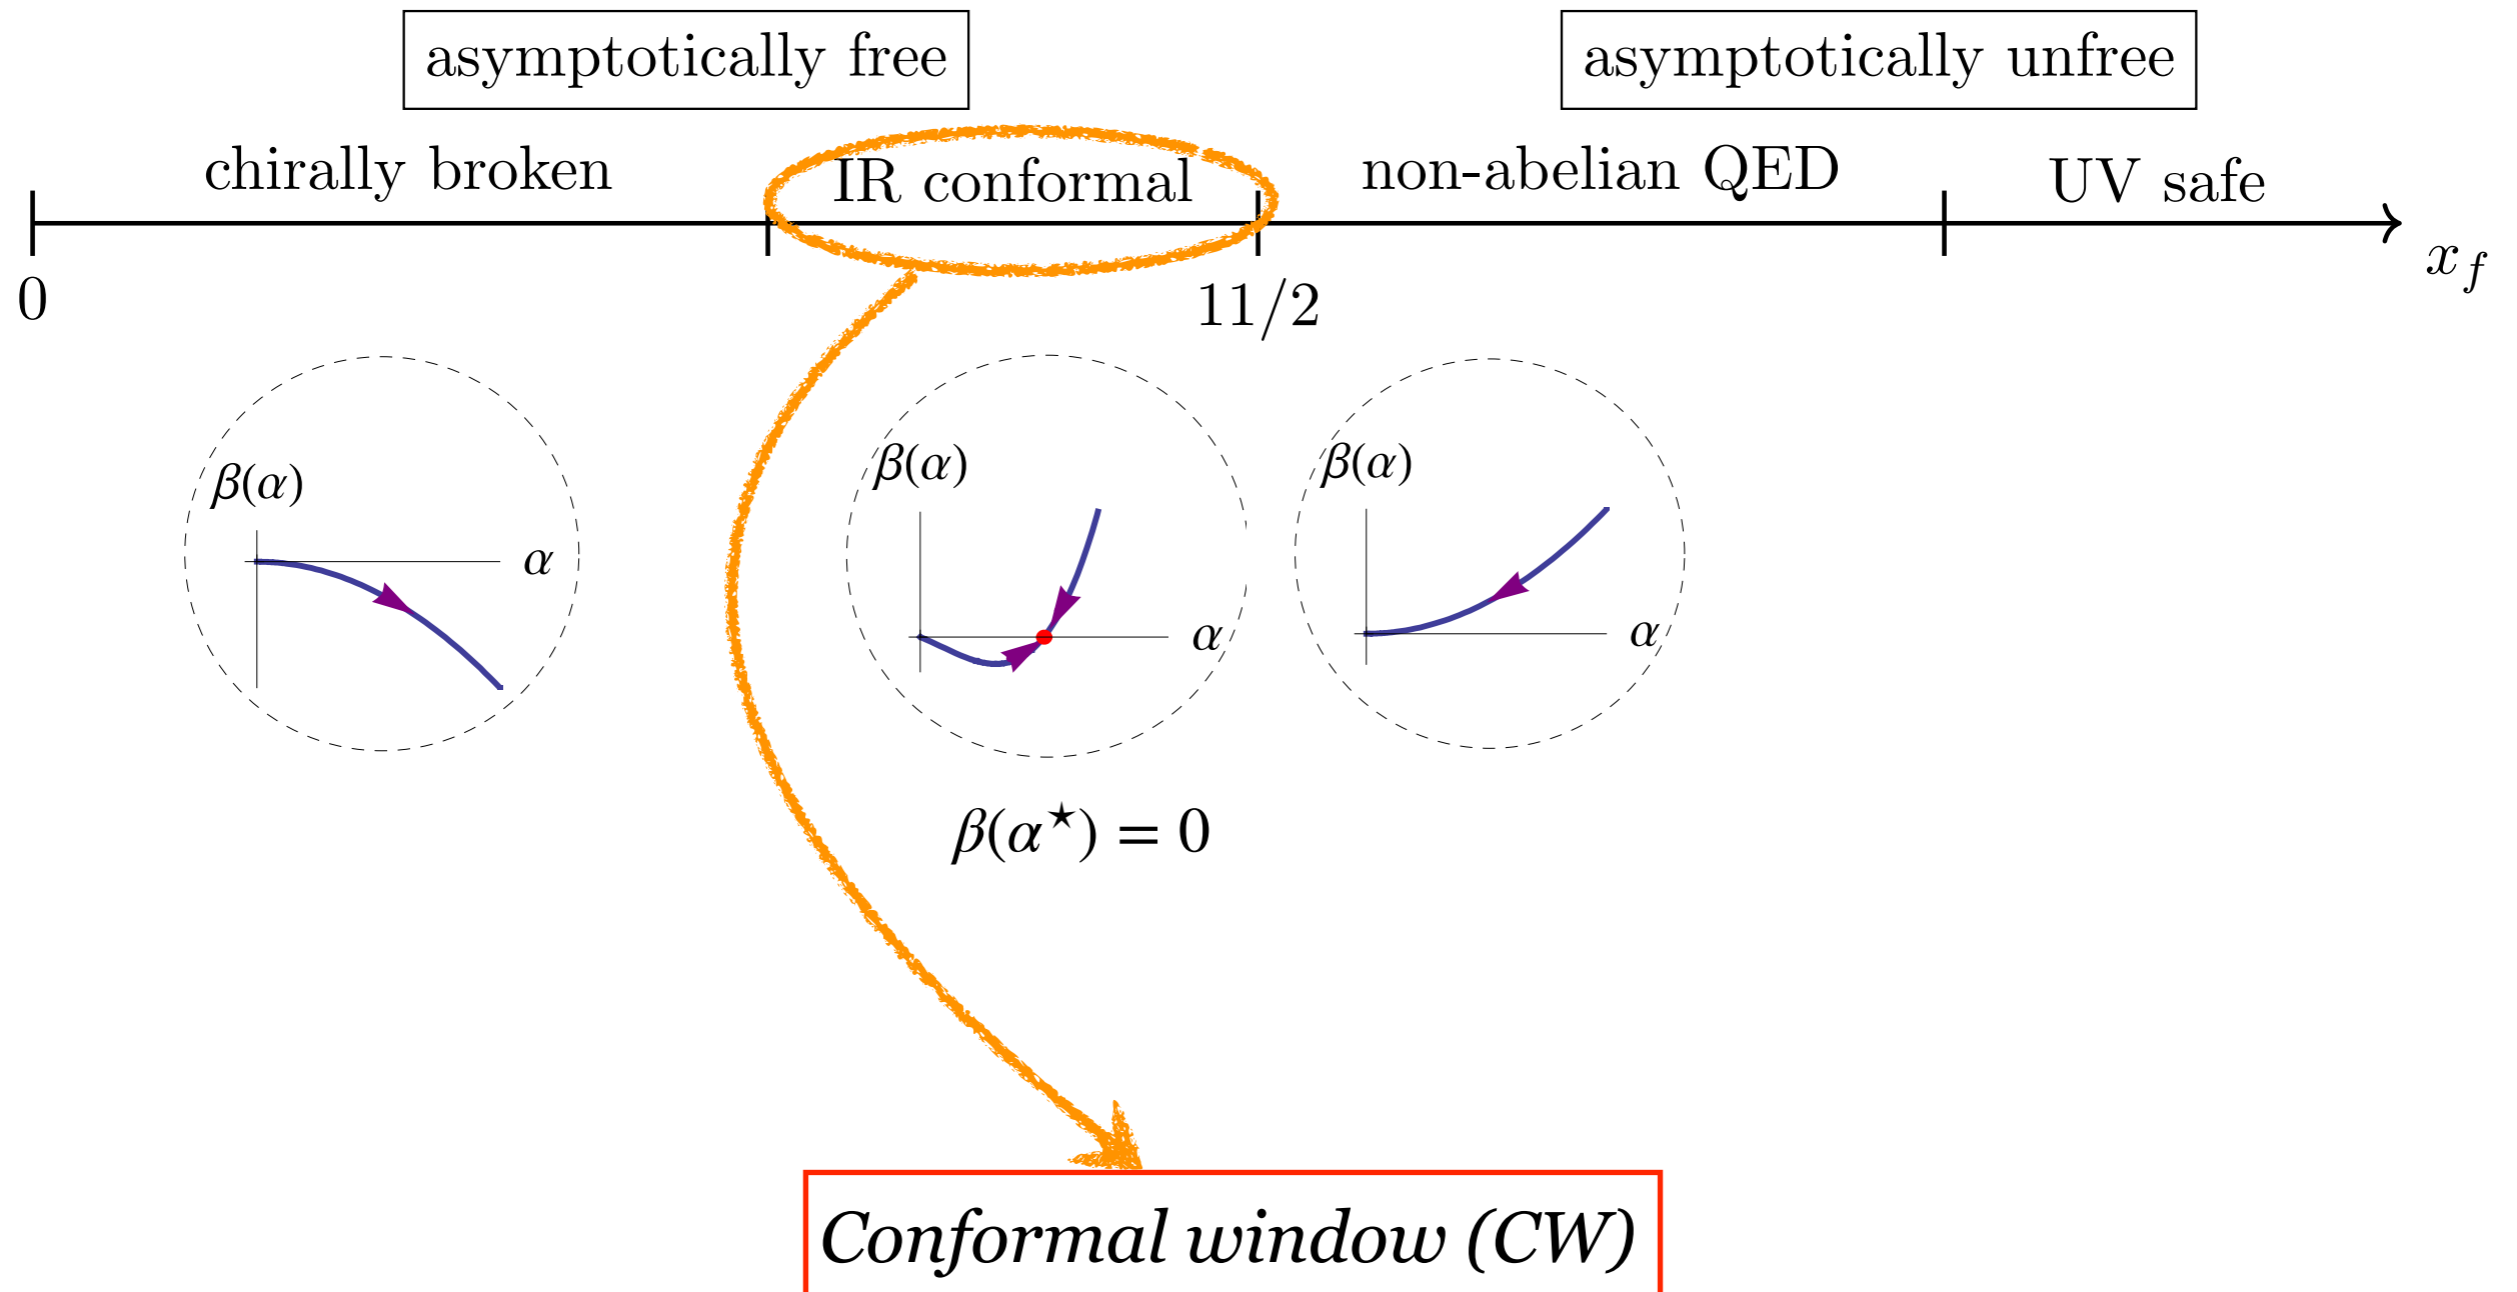 asymptotically free
asymptotically unfree
chirally broken
IR conformal
non-abelian QED
UV safe
x_f
0
11/2
β(α)
α
β(α)
α
β(α)
α
β(α★) = 0
Conformal window (CW)